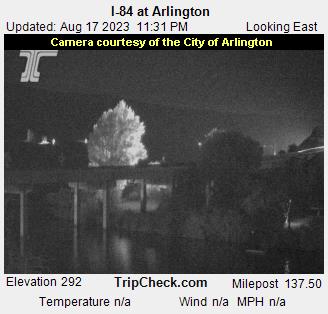 I-84 at Arlington
Updated: Aug 17 2023 11:31 PM Looking East
Camera courtesy of the City of Arlington
Elevation 292 TripCheck.com Milepost 137.50
Temperature n/a Wind n/a MPH n/a